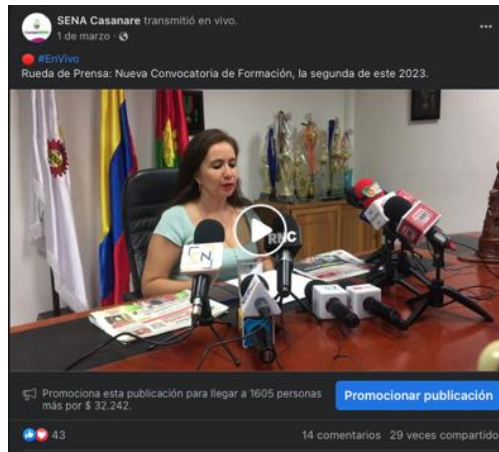 SENA Casanare transmitió en vivo.
1 de marzo
#EnVivo
Rueda de Prensa: Nueva Convocatoria de Formación, la segunda de este 2023.
RNC
Promociona esta publicación para llegar a 1605 personas
más por $ 32.242.
Promocionar publicación
43
14 comentarios 29 veces compartido